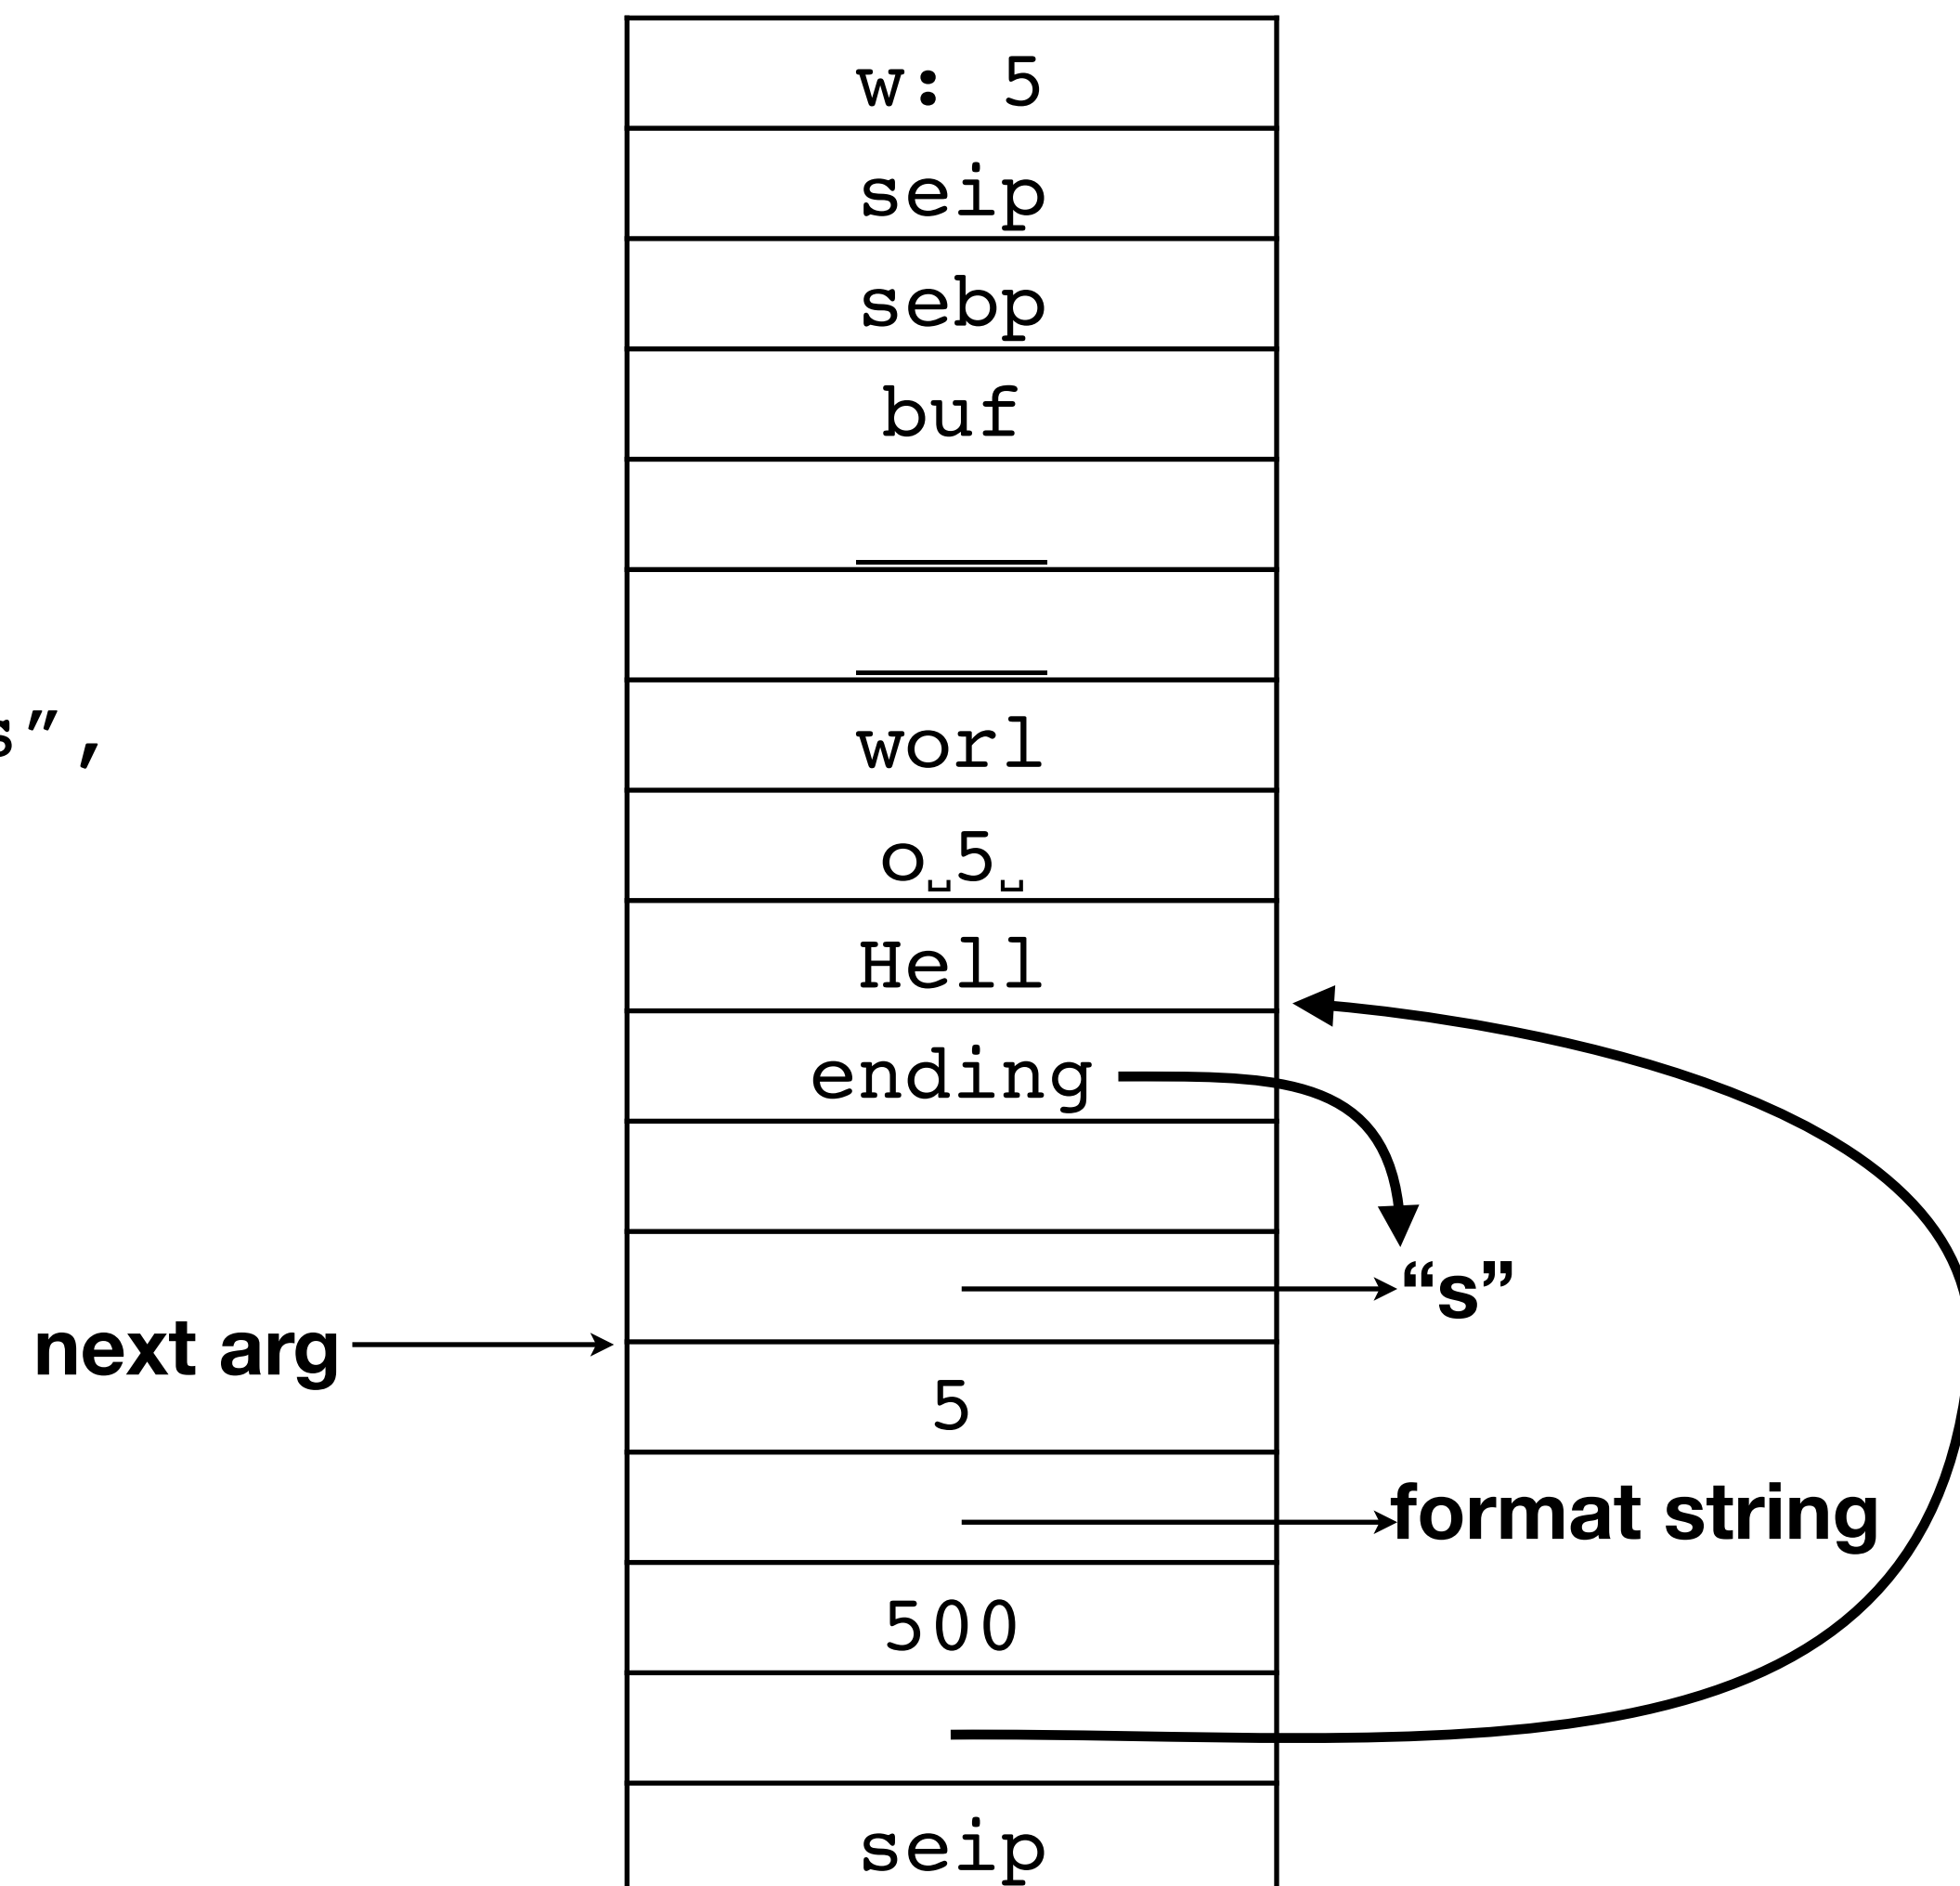 w: 5
seip
sebp
buf
s”,
worl
o␣5␣
Hell
ending
“s”
next arg
5
format string
500
seip